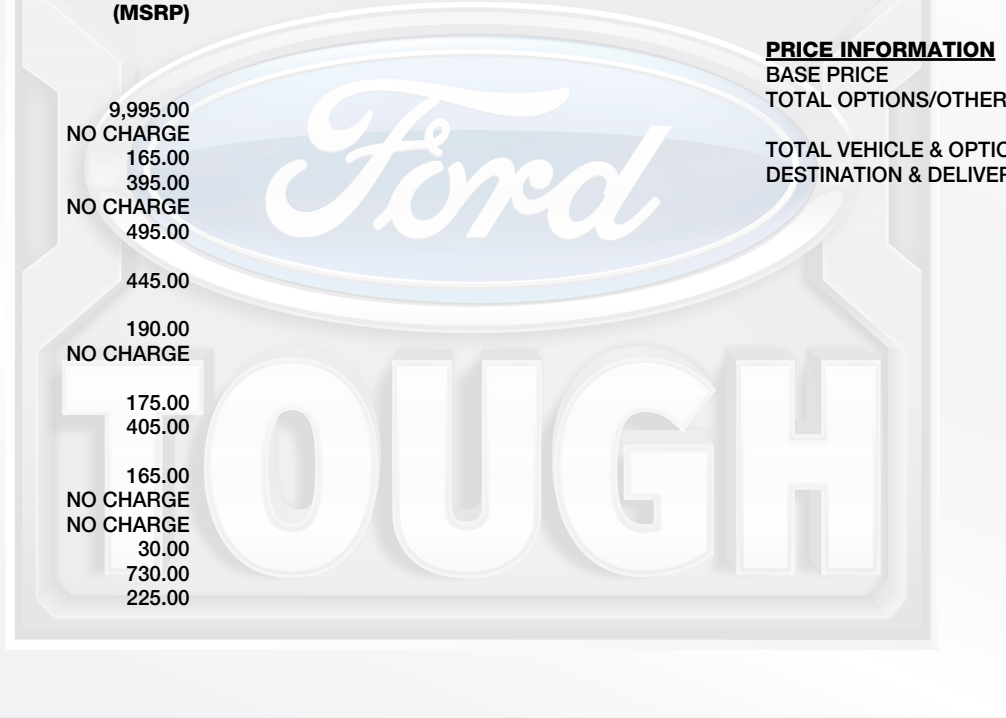 (MSRP)
9,995.00
NO CHARGE
165.00
395.00
NO CHARGE
495.00
445.00
190.00
NO CHARGE
175.00
405.00
165.00
NO CHARGE
NO CHARGE
30.00
730.00
225.00
PRICE INFORMATION
BASE PRICE
TOTAL OPTIONS/OTHER
TOTAL VEHICLE & OPTIO
DESTINATION & DELIVER
Ford
TOUGH